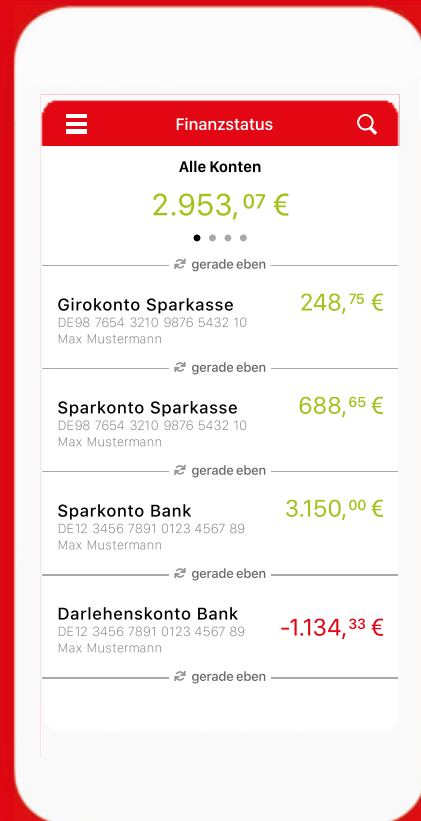 Finanzstatus
Alle Konten
2.953,07 €
gerade eben
Girokonto Sparkasse 248,75 €
DE98 7654 3210 9876 5432 10
Max Mustermann
gerade eben
Sparkonto Sparkasse 688,65 €
DE98 7654 3210 9876 5432 10
Max Mustermann
gerade eben
Sparkonto Bank 3.150,00 €
DE12 3456 7891 0123 4567 89
Max Mustermann
gerade eben
Darlehenskonto Bank -1.134,33 €
DE12 3456 7891 0123 4567 89
Max Mustermann
gerade eben